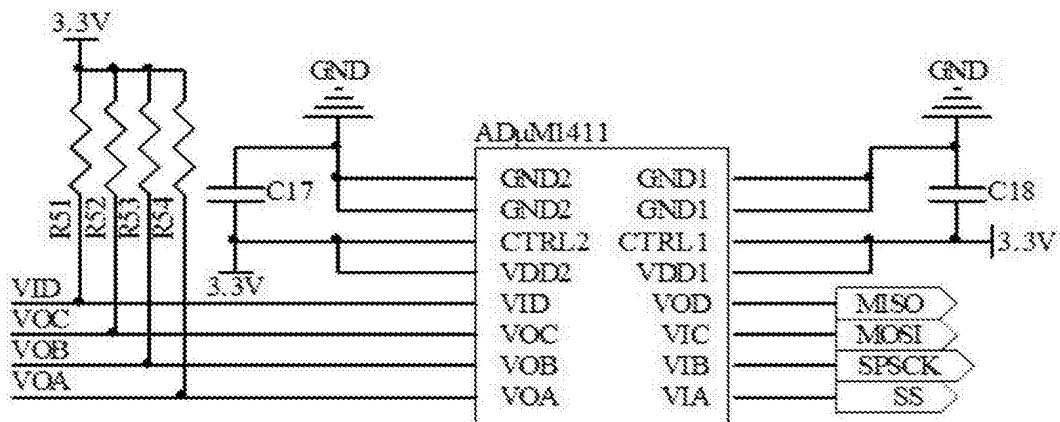 3.3V
GND
GND
ADµM1411
R51
R52
R53
R54
C17
C18
GND2
GND1
GND2
GND1
CTRL2
CTRL1
3.3V
VDD2
VDD1
3.3V
VID
VID
VOD
MISO
VOC
VOC
VIC
MOSI
VOB
VOB
VIB
SPSCK
VOA
VOA
VIA
SS